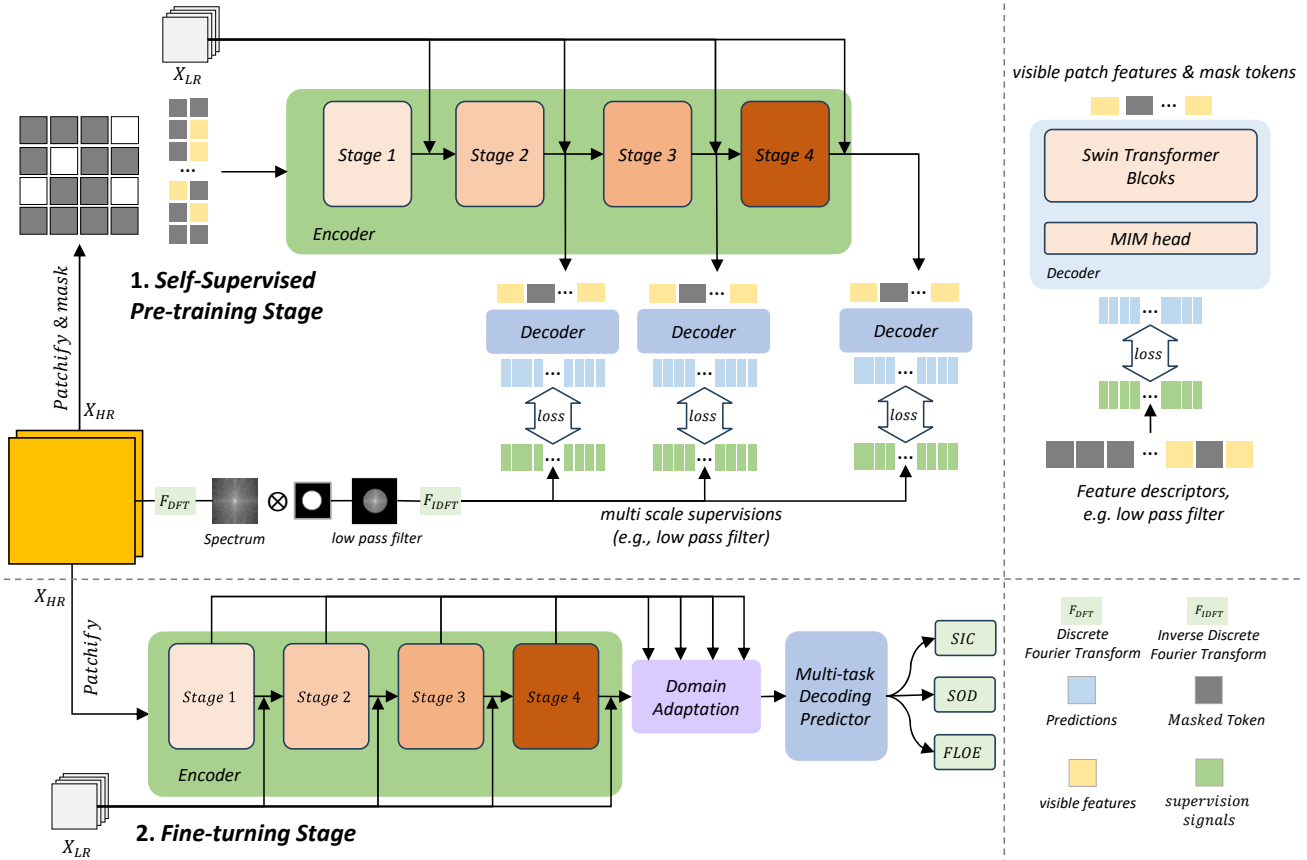 X_LR
Stage 1
Stage 2
Stage 3
Stage 4
Encoder
1. Self-Supervised
Pre-training Stage
Patchify & mask
X_HR
...
...
...
...
Decoder
Decoder
Decoder
...
...
...
loss
loss
loss
...
...
...
F_DFT
Spectrum
low pass filter
F_IDFT
multi scale supervisions
(e.g., low pass filter)
visible patch features & mask tokens
...
Swin Transformer
Blcoks
MIM head
Decoder
...
loss
...
...
Feature descriptors,
e.g. low pass filter
X_HR
Patchify
Stage 1
Stage 2
Stage 3
Stage 4
Encoder
X_LR
2. Fine-turning Stage
Domain
Adaptation
Multi-task
Decoding
Predictor
SIC
SOD
FLOE
F_DFT
Discrete
Fourier Transform
F_IDFT
Inverse Discrete
Fourier Transform
Predictions
Masked Token
visible features
supervision
signals